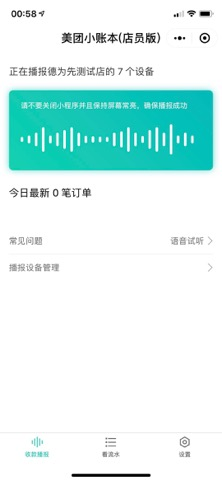 00:58
美团小账本(店员版)
正在播报德为先测试店的 7 个设备
请不要关闭小程序并且保持屏幕常亮，确保播报成功
今日最新 0 笔订单
常见问题
语音试听
播报设备管理
收款播报
看流水
设置